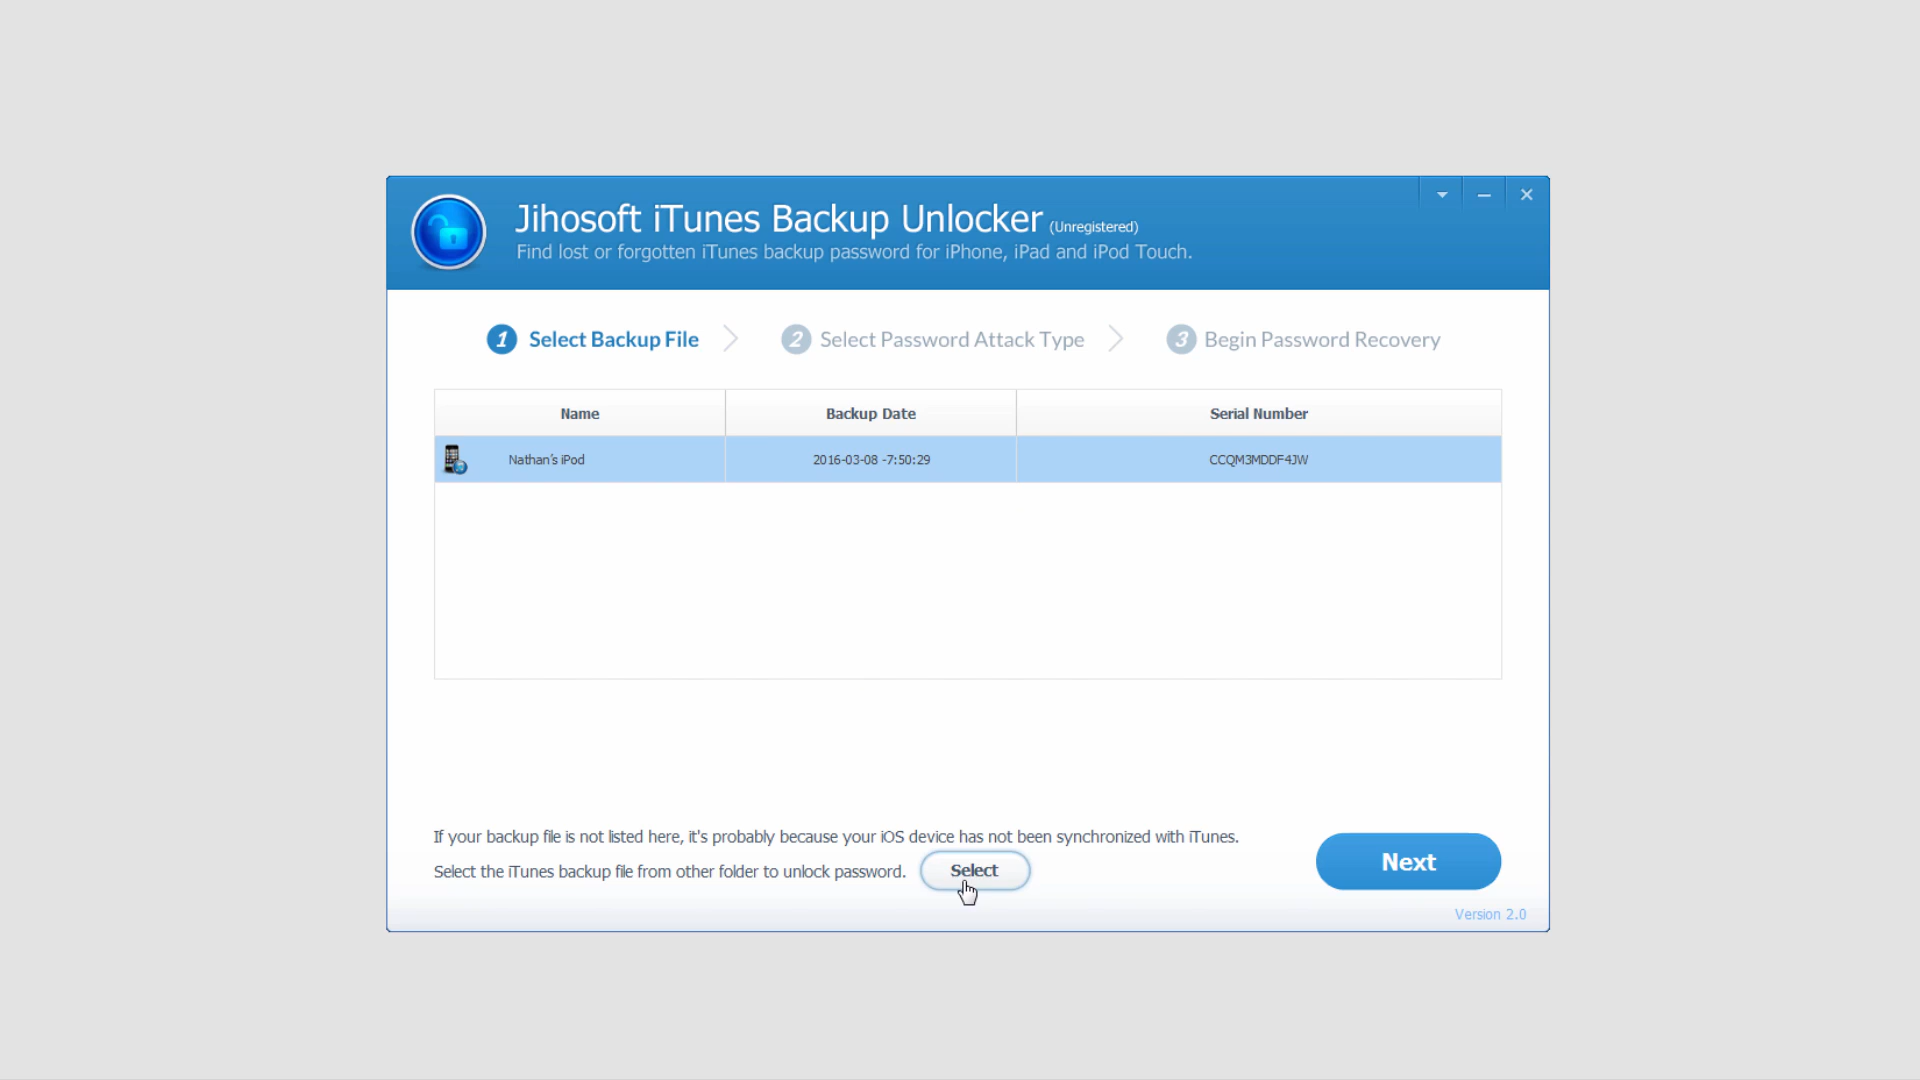 Jihosoft iTunes Backup Unlocker (Unregistered)
Find lost or forgotten iTunes backup password for iPhone, iPad and iPod Touch.
1 Select Backup File 2 Select Password Attack Type 3 Begin Password Recovery
Name Backup Date Serial Number
Nathan's iPod 2016-03-08 -7:50:29 CCQM3MDDF4JW
If your backup file is not listed here, it's probably because your iOS device has not been synchronized with iTunes.
Select the iTunes backup file from other folder to unlock password. Select
Next
Version 2.0